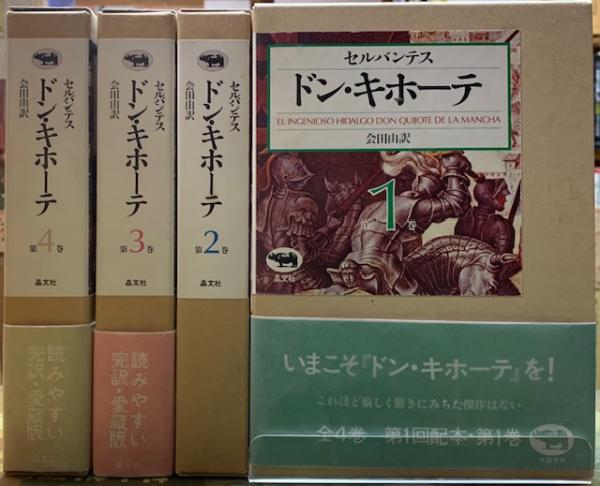 セルバンテス
ドン・キホーテ
会田由訳
第4巻
晶文社
読みやすい
完訳・愛蔵版
晶文社
セルバンテス
ドン・キホーテ
会田由訳
第3巻
晶文社
読みやすい
完訳・愛蔵版
晶文社
セルバンテス
ドン・キホーテ
会田由訳
第2巻
晶文社
セルバンテス
ドン・キホーテ
EL INGENIOSO HIDALGO DON QUIJOTE DE LA MANCHA
会田由訳
第1巻
晶文社
いまこそ『ドン・キホーテ』を!
これほど愉しく驚きにみちた傑作はない
全4巻 第1回配本・第1巻